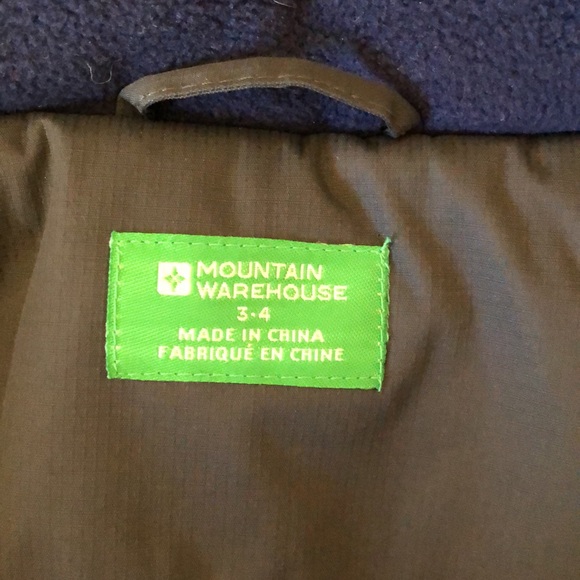 MOUNTAIN
WAREHOUSE
3-4
MADE IN CHINA
FABRIQUÉ EN CHINE